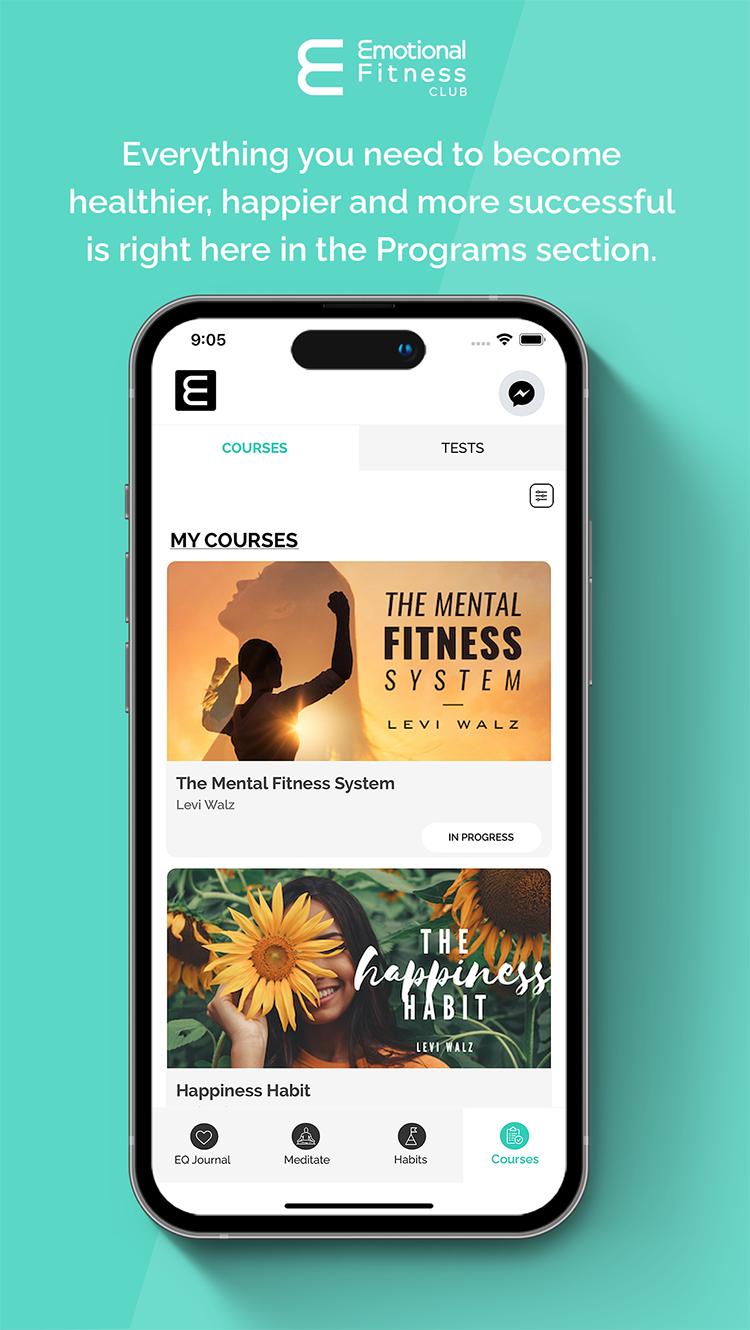 Emotional
Fitness
CLUB
Everything you need to become
healthier, happier and more successful
is right here in the Programs section.
9:05
COURSES
TESTS
MY COURSES
THE MENTAL
FITNESS
SYSTEM
LEVI WALZ
The Mental Fitness System
Levi Walz
IN PROGRESS
THE
happiness
HABIT
LEVI WALZ
Happiness Habit
EQ Journal
Meditate
Habits
Courses